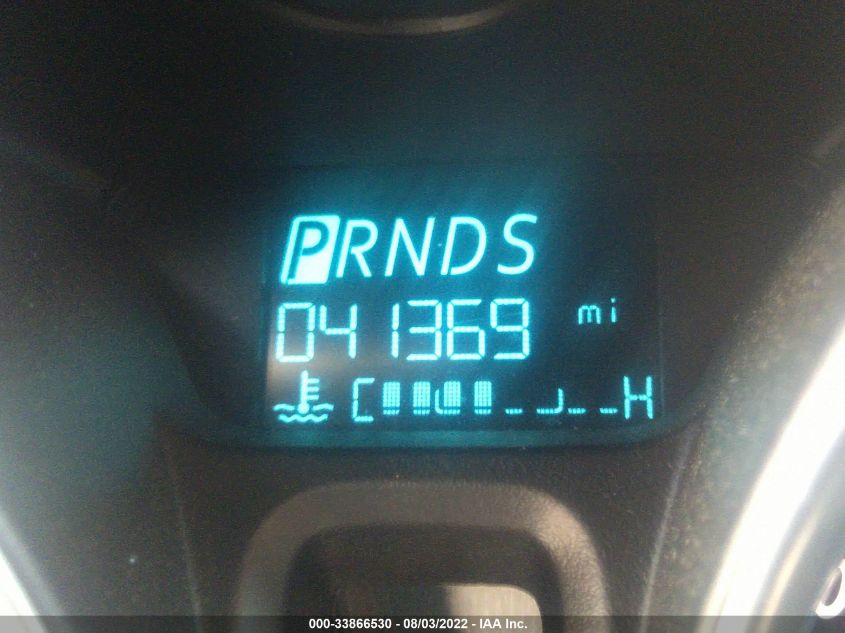 PRNDS
041369 mi
C H
000-33866530 - 08/03/2022 - IAA Inc.